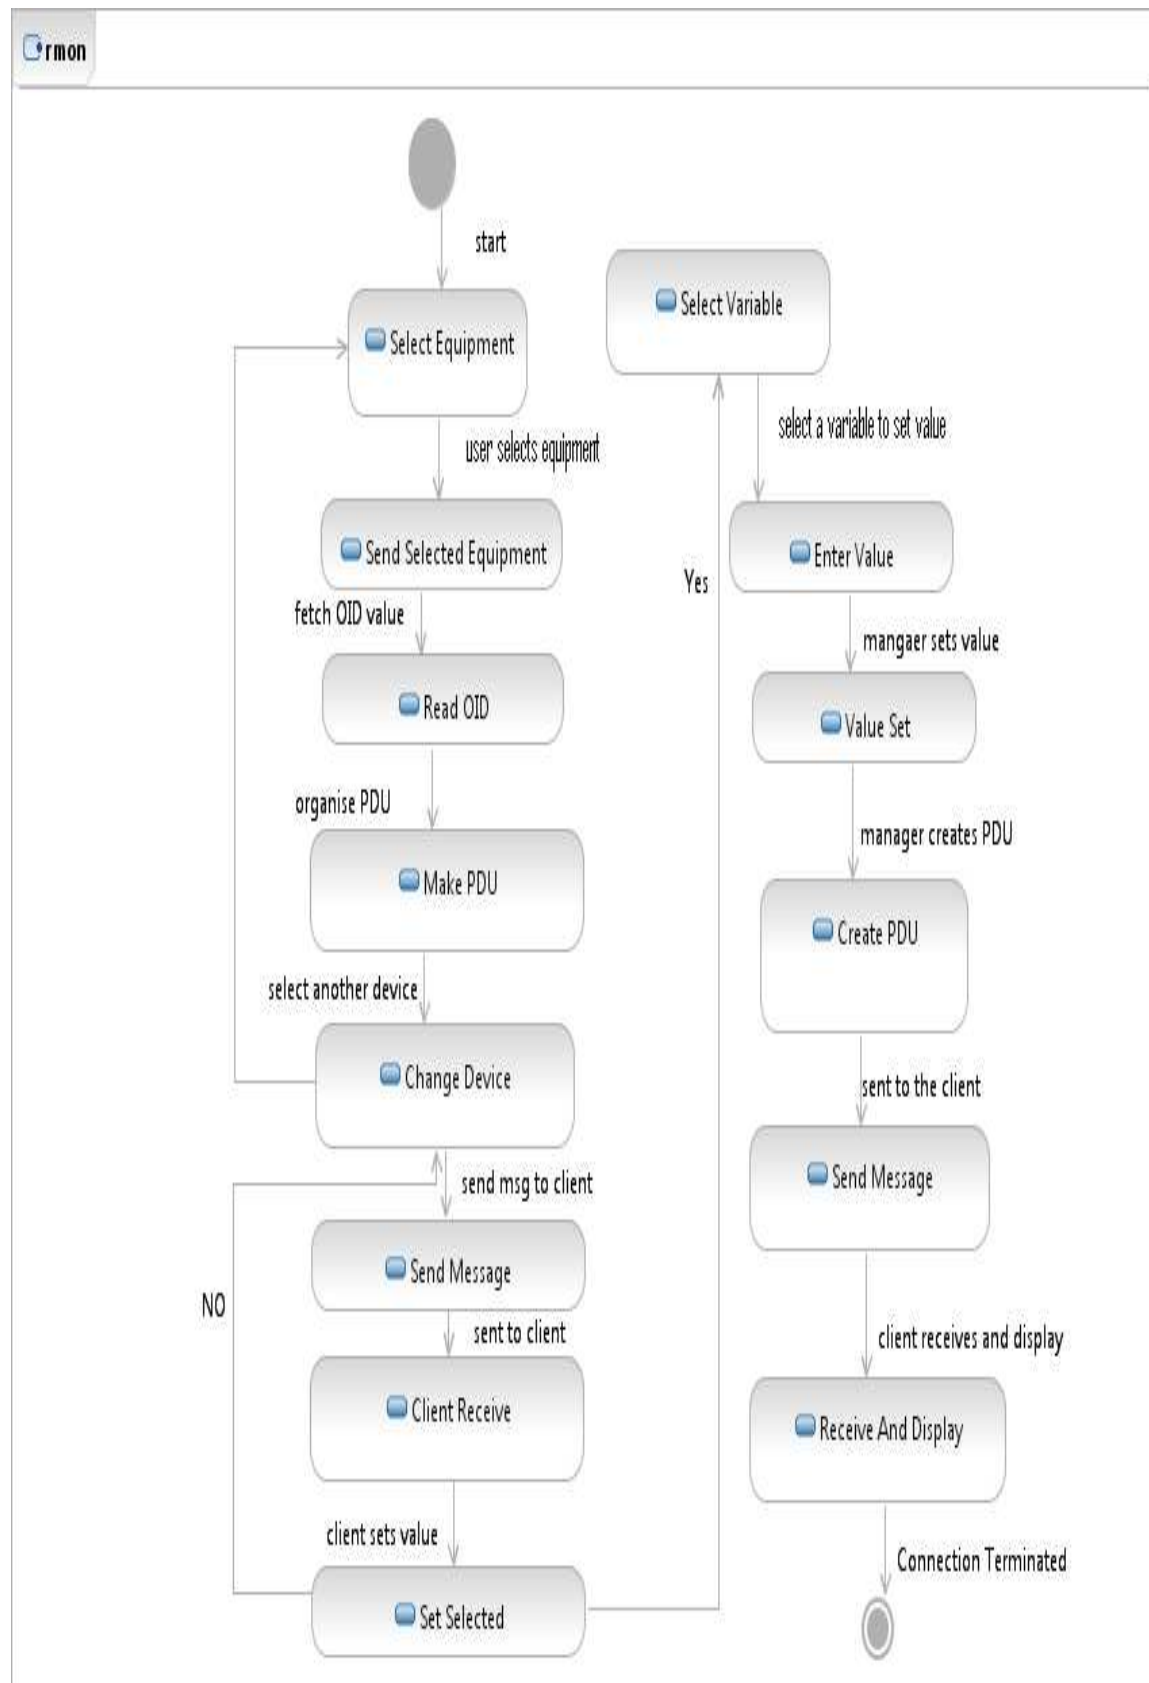 rmon
start
Select Equipment
user selects equipment
Send Selected Equipment
fetch OID value
Read OID
organise PDU
Make PDU
select another device
Change Device
send msg to client
Send Message
sent to client
NO
Client Receive
client sets value
Set Selected
Yes
Select Variable
select a variable to set value
Enter Value
mangaer sets value
Value Set
manager creates PDU
Create PDU
sent to the client
Send Message
client receives and display
Receive And Display
Connection Terminated